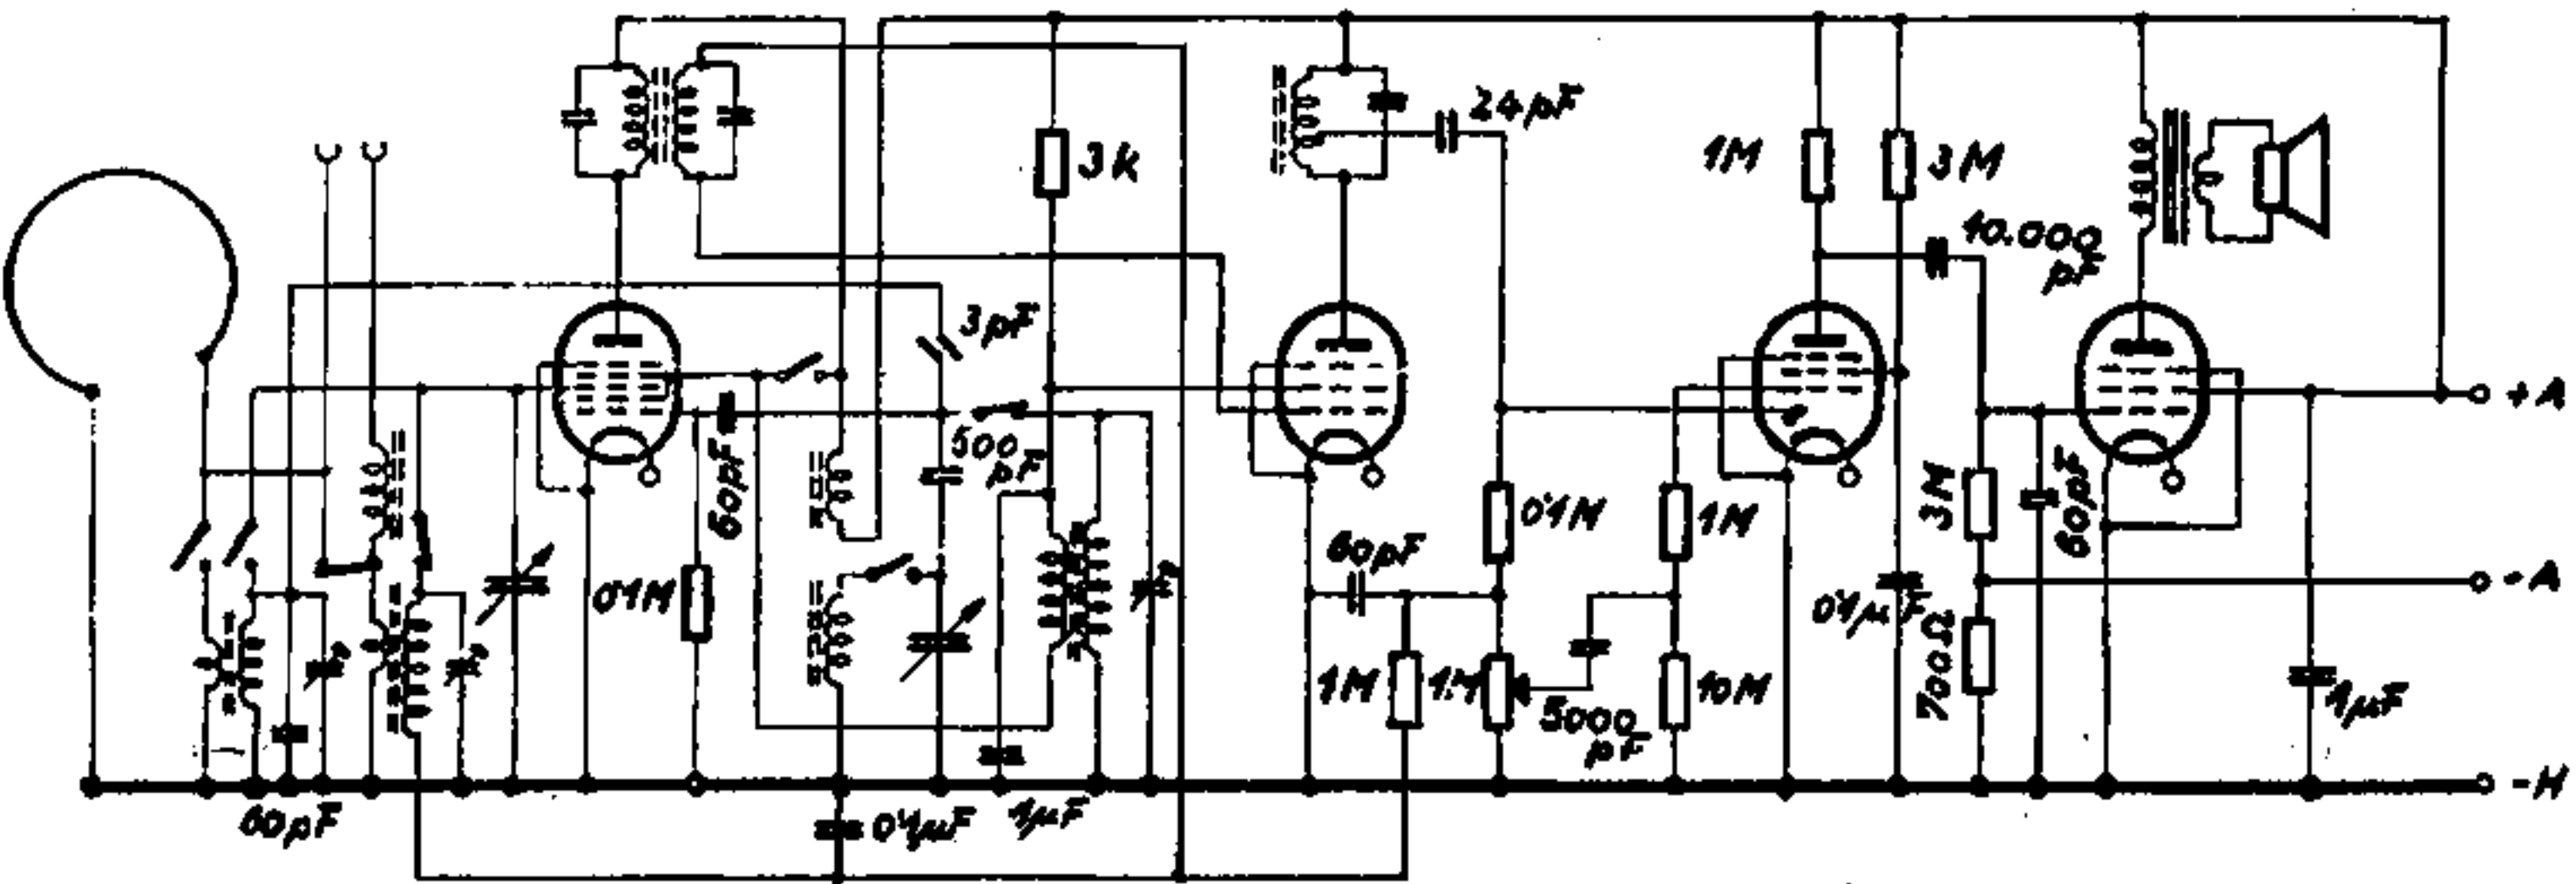 24pF
3k
1M
3M
10.000
pF
3pF
+A
500
pF
60pF
0'1M
0'1M
1M
3M
60pF
60pF
-A
0'1µF
700Ω
1M
1M
5000
pF
10M
1µF
-H
60pF
0'1µF
1µF